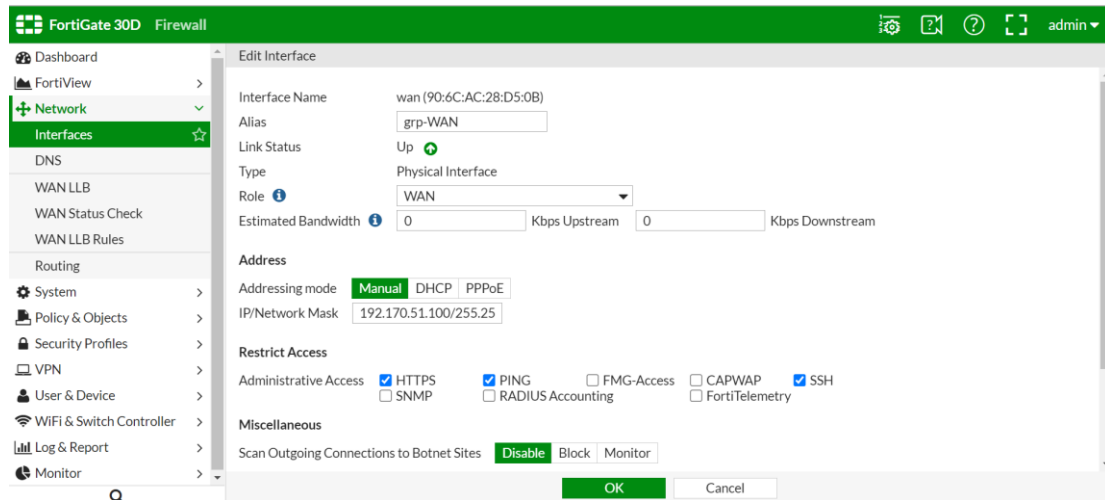 FortiGate 30D Firewall
admin
Dashboard
FortiView
Network
Interfaces
DNS
WAN LLB
WAN Status Check
WAN LLB Rules
Routing
System
Policy & Objects
Security Profiles
VPN
User & Device
WiFi & Switch Controller
Log & Report
Monitor
Edit Interface
Interface Name wan (90:6C:AC:28:D5:0B)
Alias grp-WAN
Link Status Up
Type Physical Interface
Role WAN
Estimated Bandwidth 0 Kbps Upstream 0 Kbps Downstream
Address
Addressing mode Manual DHCP PPPoE
IP/Network Mask 192.170.51.100/255.25
Restrict Access
Administrative Access HTTPS PING FMG-Access CAPWAP SSH
SNMP RADIUS Accounting FortiTelemetry
Miscellaneous
Scan Outgoing Connections to Botnet Sites Disable Block Monitor
OK Cancel